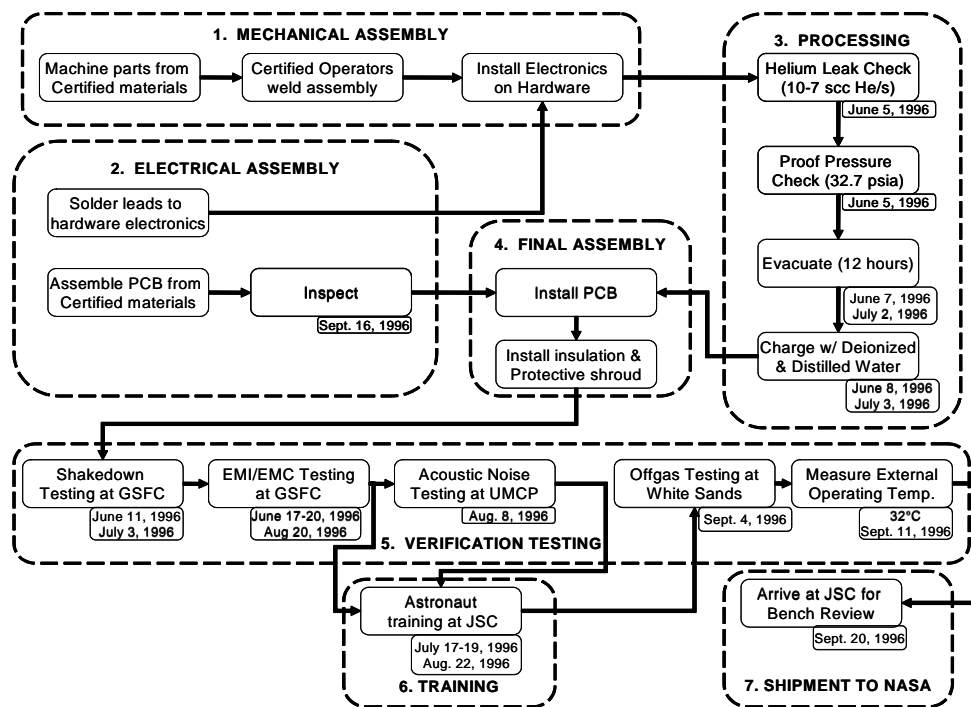 1. MECHANICAL ASSEMBLY
Machine parts from
Certified materials
Certified Operators
weld assembly
Install Electronics
on Hardware
2. ELECTRICAL ASSEMBLY
Solder leads to
hardware electronics
Assemble PCB from
Certified materials
Inspect
Sept. 16, 1996
3. PROCESSING
Helium Leak Check
(10-7 scc He/s)
June 5, 1996
Proof Pressure
Check (32.7 psia)
June 5, 1996
Evacuate (12 hours)
June 7, 1996
July 2, 1996
Charge w/ Deionized
& Distilled Water
June 8, 1996
July 3, 1996
4. FINAL ASSEMBLY
Install PCB
Install insulation &
Protective shroud
Shakedown
Testing at GSFC
June 11, 1996
July 3, 1996
EMI/EMC Testing
at GSFC
June 17-20, 1996
Aug 20, 1996
Acoustic Noise
Testing at UMCP
Aug. 8, 1996
Offgas Testing at
White Sands
Sept. 4, 1996
Measure External
Operating Temp.
32°C
Sept. 11, 1996
5. VERIFICATION TESTING
Astronaut
training at JSC
July 17-19, 1996
Aug. 22, 1996
6. TRAINING
Arrive at JSC for
Bench Review
Sept. 20, 1996
7. SHIPMENT TO NASA